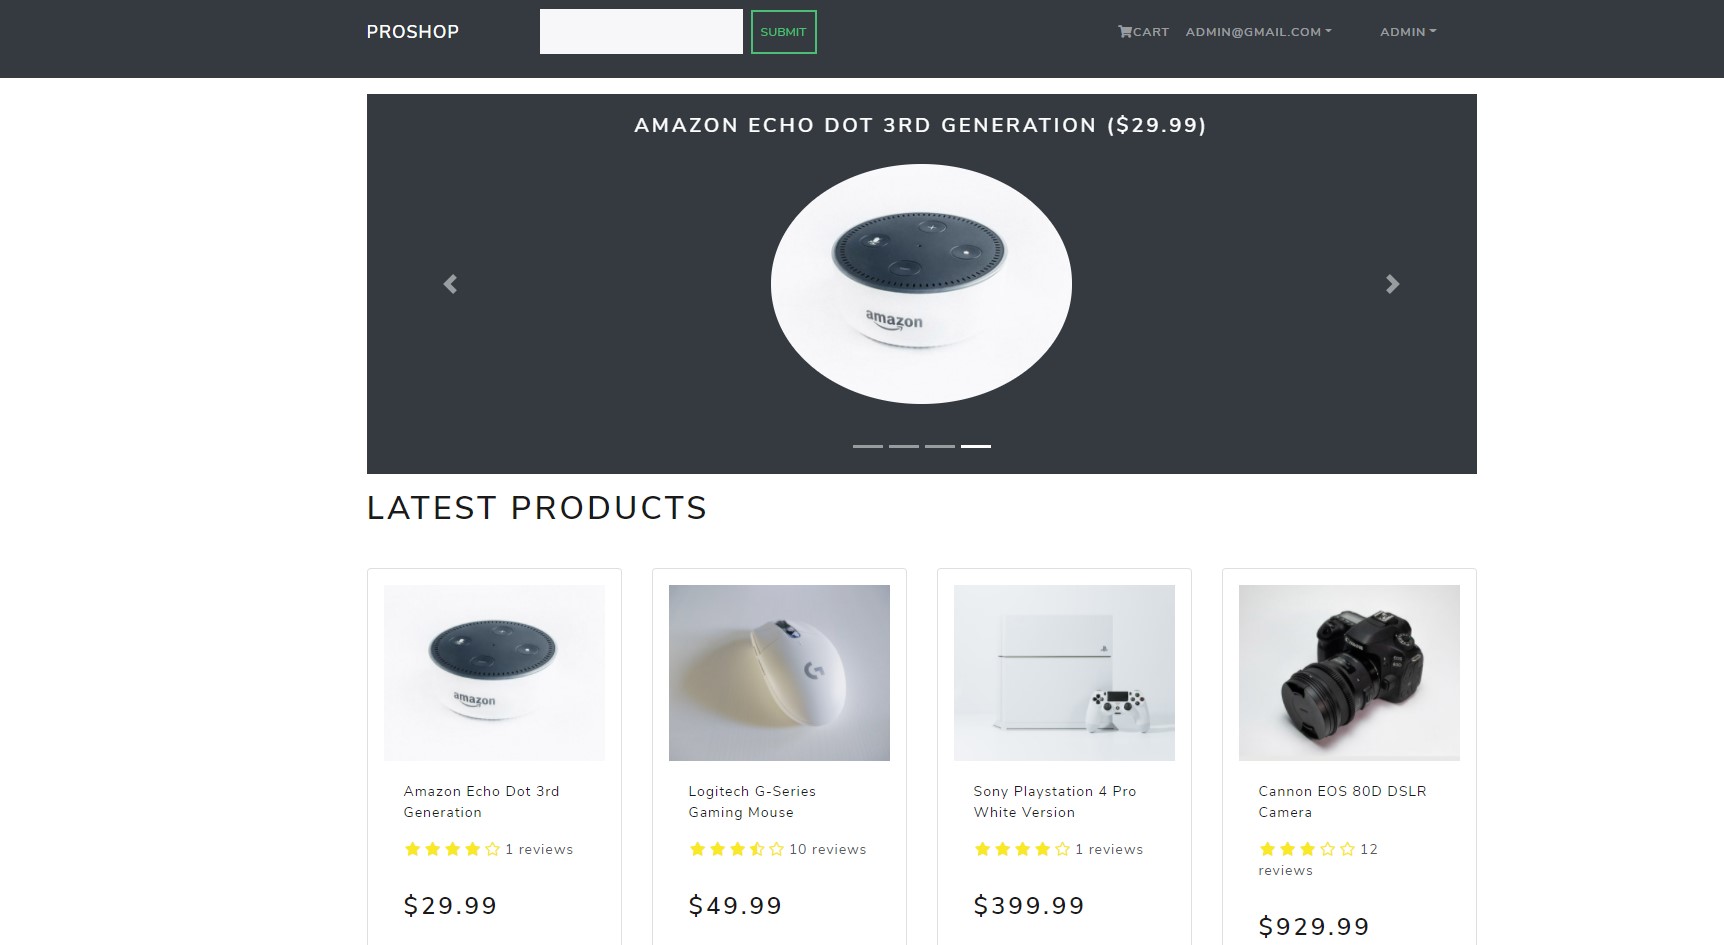 PROSHOP
SUBMIT
CART
ADMIN@GMAIL.COM
ADMIN
AMAZON ECHO DOT 3RD GENERATION ($29.99)
amazon
LATEST PRODUCTS
amazon
Amazon Echo Dot 3rd
Generation
1 reviews
$29.99
G
Logitech G-Series
Gaming Mouse
10 reviews
$49.99
Sony Playstation 4 Pro
White Version
1 reviews
$399.99
Cannon EOS 80D DSLR
Camera
12
reviews
$929.99